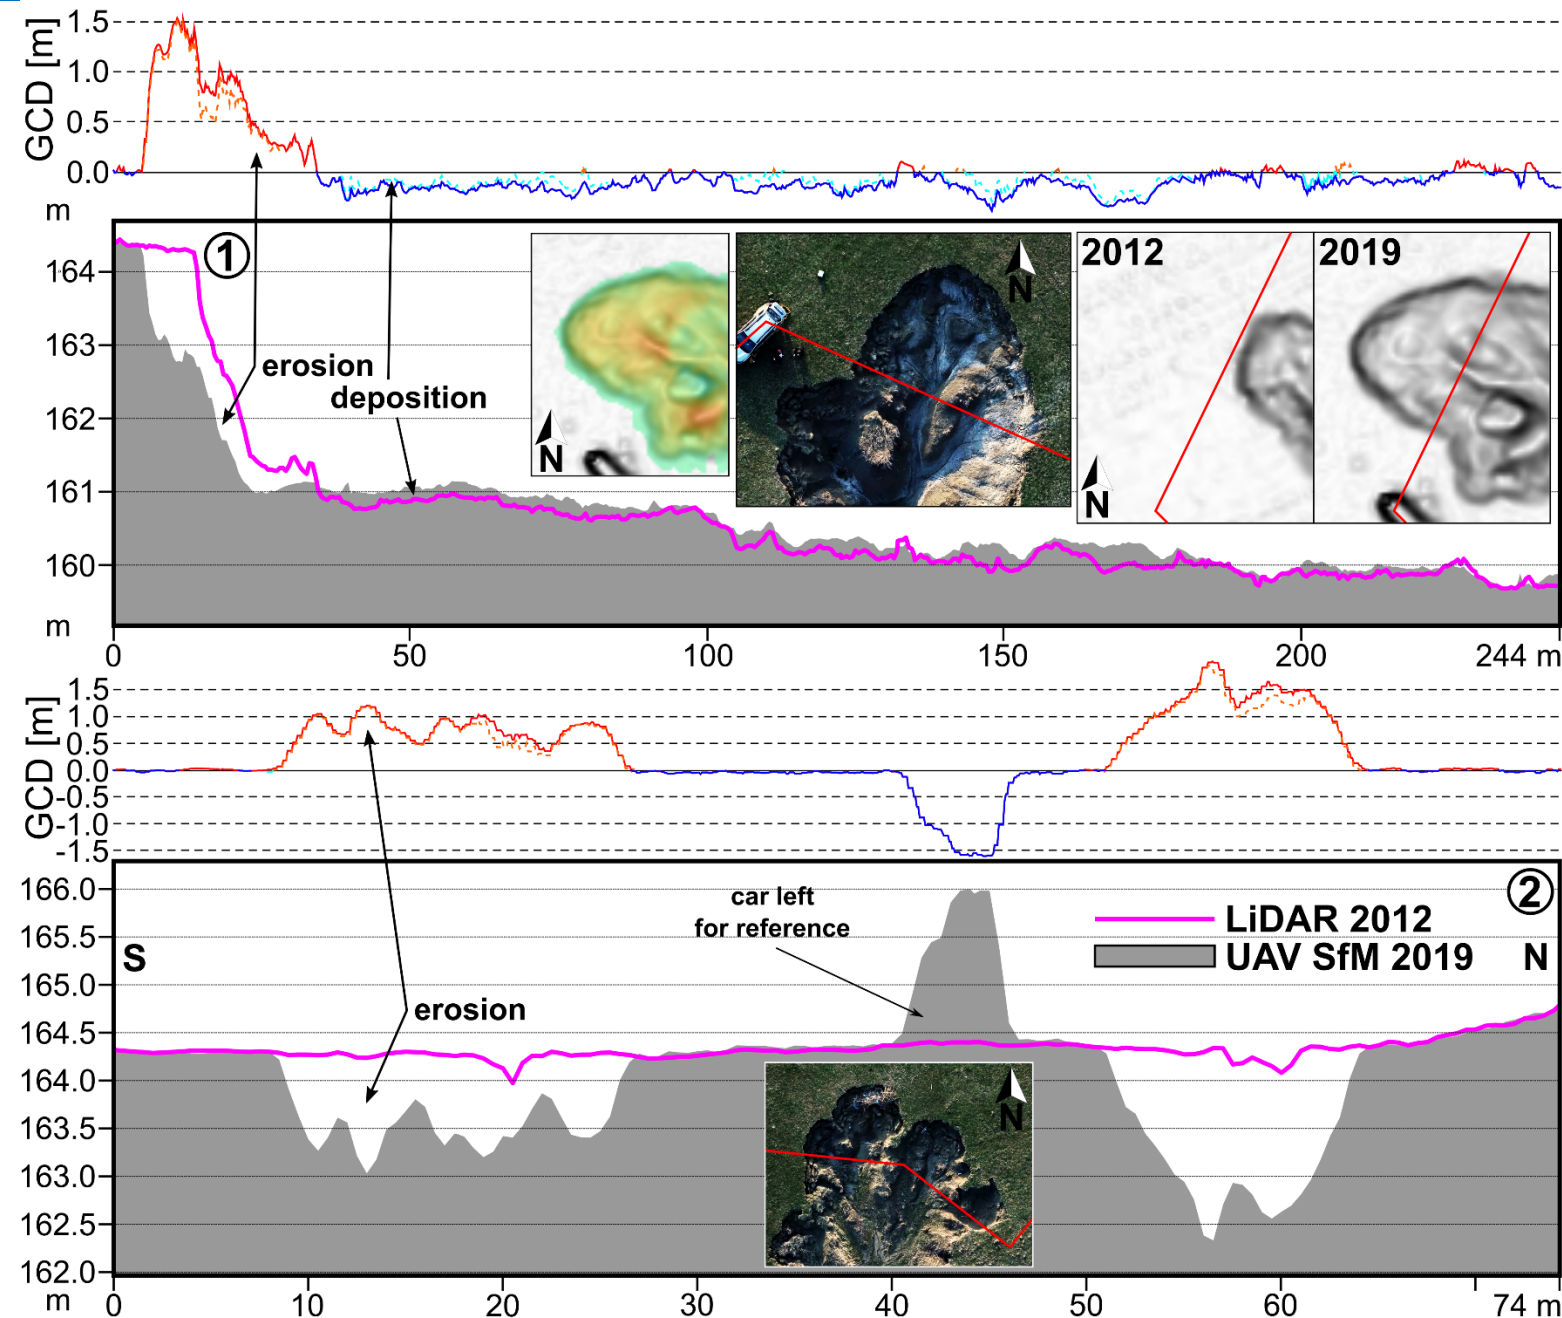 GCD [m]
1.5
1.0
0.5
0.0
m
1
164
163
162
161
160
m
erosion
deposition
N
N
2012
N
2019
0
50
100
150
200
244 m
GCD [m]
1.5
1.0
0.5
0.0
-0.5
-1.0
-1.5
166.0
165.5
165.0
164.5
164.0
163.5
163.0
162.5
162.0
m
S
erosion
car left
for reference
2
LiDAR 2012
UAV SfM 2019
N
N
0
10
20
30
40
50
60
74 m